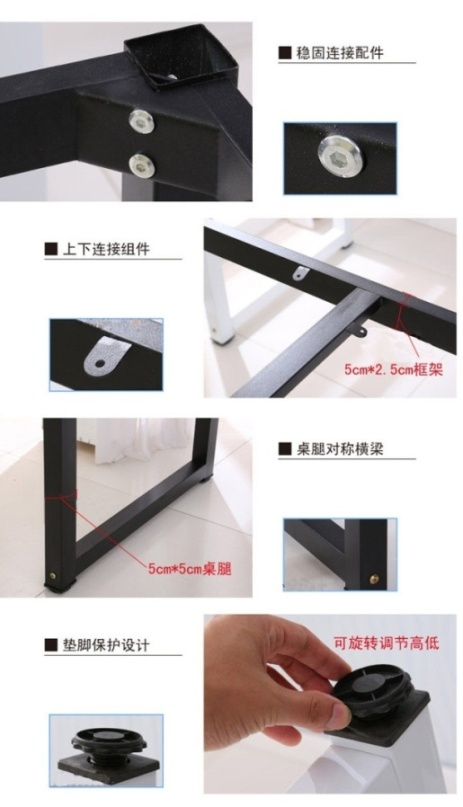 稳固连接配件
上下连接组件
5cm*2.5cm框架
桌腿对称横梁
5cm*5cm桌腿
垫脚保护设计
可旋转调节高低